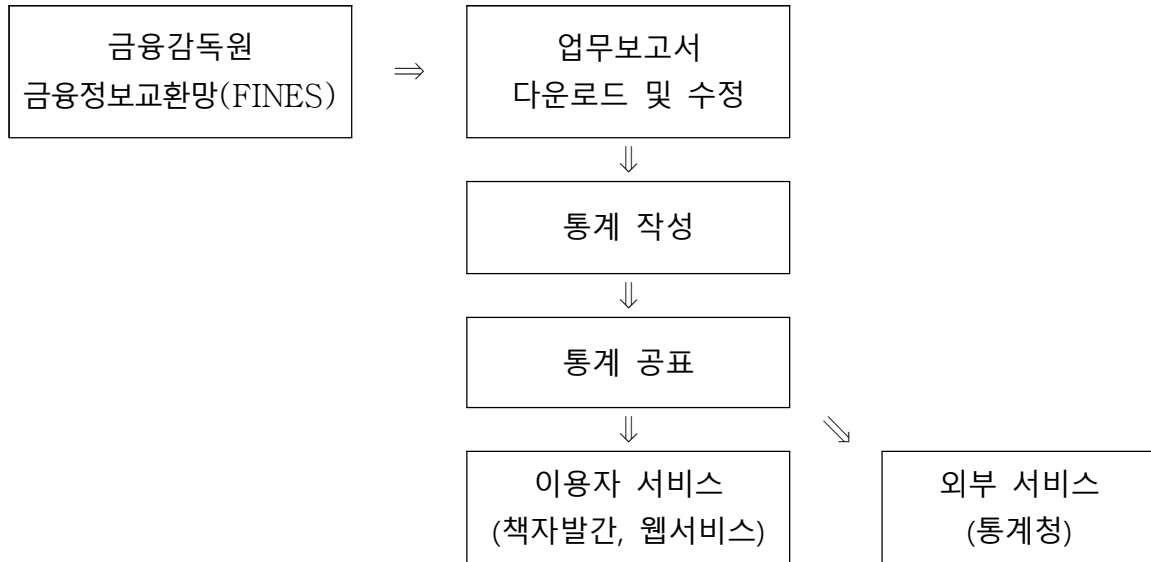 금융감독원
금융정보교환망(FINES)
⇒
업무보고서
다운로드 및 수정
⇓
통계 작성
⇓
통계 공표
⇓
⇘
이용자 서비스
(책자발간, 웹서비스)
외부 서비스
(통계청)